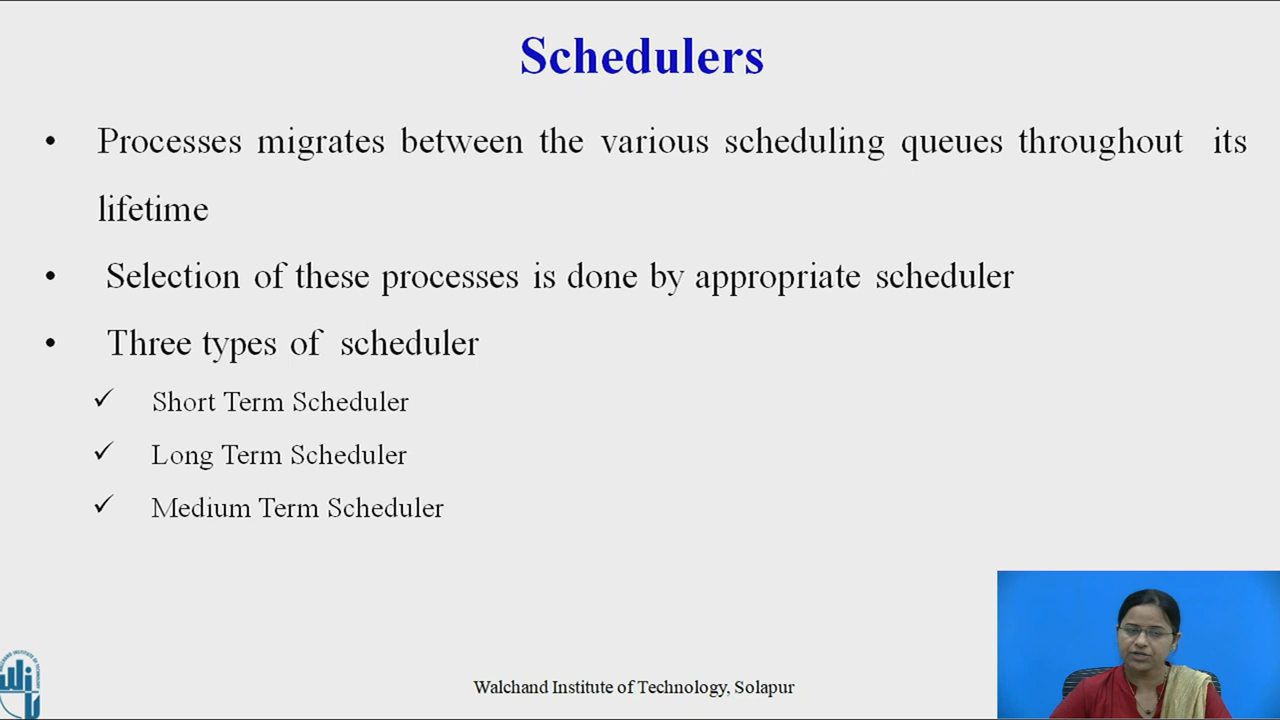 Schedulers
• Processes migrates between the various scheduling queues throughout its
lifetime
• Selection of these processes is done by appropriate scheduler
• Three types of scheduler
✓ Short Term Scheduler
✓ Long Term Scheduler
✓ Medium Term Scheduler
Walchand Institute of Technology, Solapur